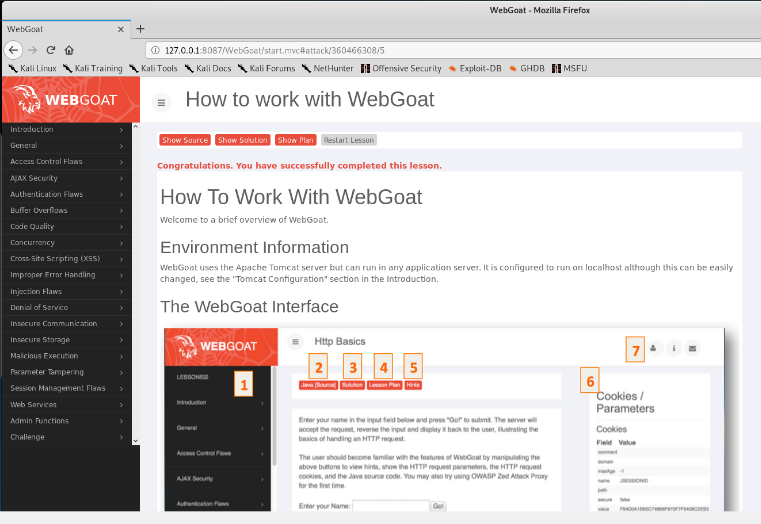 WebGoat - Mozilla Firefox
WebGoat
127.0.0.1:8087/WebGoat/start.mvc#attack/360466308/5
Kali Linux Kali Training Kali Tools Kali Docs Kali Forums NetHunter Offensive Security Exploit-DB GHDB MSFU
WEBGOAT
How to work with WebGoat
Introduction
General
Access Control Flaws
AJAX Security
Authentication Flaws
Buffer Overflows
Code Quality
Concurrency
Cross-Site Scripting (XSS)
Improper Error Handling
Injection Flaws
Denial of Service
Insecure Communication
Insecure Storage
Malicious Execution
Parameter Tampering
Session Management Flaws
Web Services
Admin Functions
Challenge
Show Source Show Solution Show Plan Restart Lesson
Congratulations. You have successfully completed this lesson.
How To Work With WebGoat
Welcome to a brief overview of WebGoat.
Environment Information
WebGoat uses the Apache Tomcat server but can run in any application server. It is configured to run on localhost although this can be easily
changed, see the "Tomcat Configuration" section in the Introduction.
The WebGoat Interface
WEBGOAT
Http Basics
1
2
3
4
5
6
7
Introduction
General
Access Control Flaws
AJAX Security
Authentication Flaws
Java [Source] Solution Lesson Plan Hints
Enter your name in the input field below and press "Go!" to submit. The server will
accept the request, reverse the input and display it back to the user, illustrating the
basics of handling an HTTP request.
The user should become familiar with the features of WebGoat by manipulating the
above buttons to view hints, show the HTTP request parameters, the HTTP request
cookies, and the Java source code. You may also try using OWASP Zed Attack Proxy
for the first time.
Enter your Name: Go!
Cookies /
Parameters
Cookies
Field Value
comment
domain
maxAge -1
name JSESSIONID
path
secure false
value